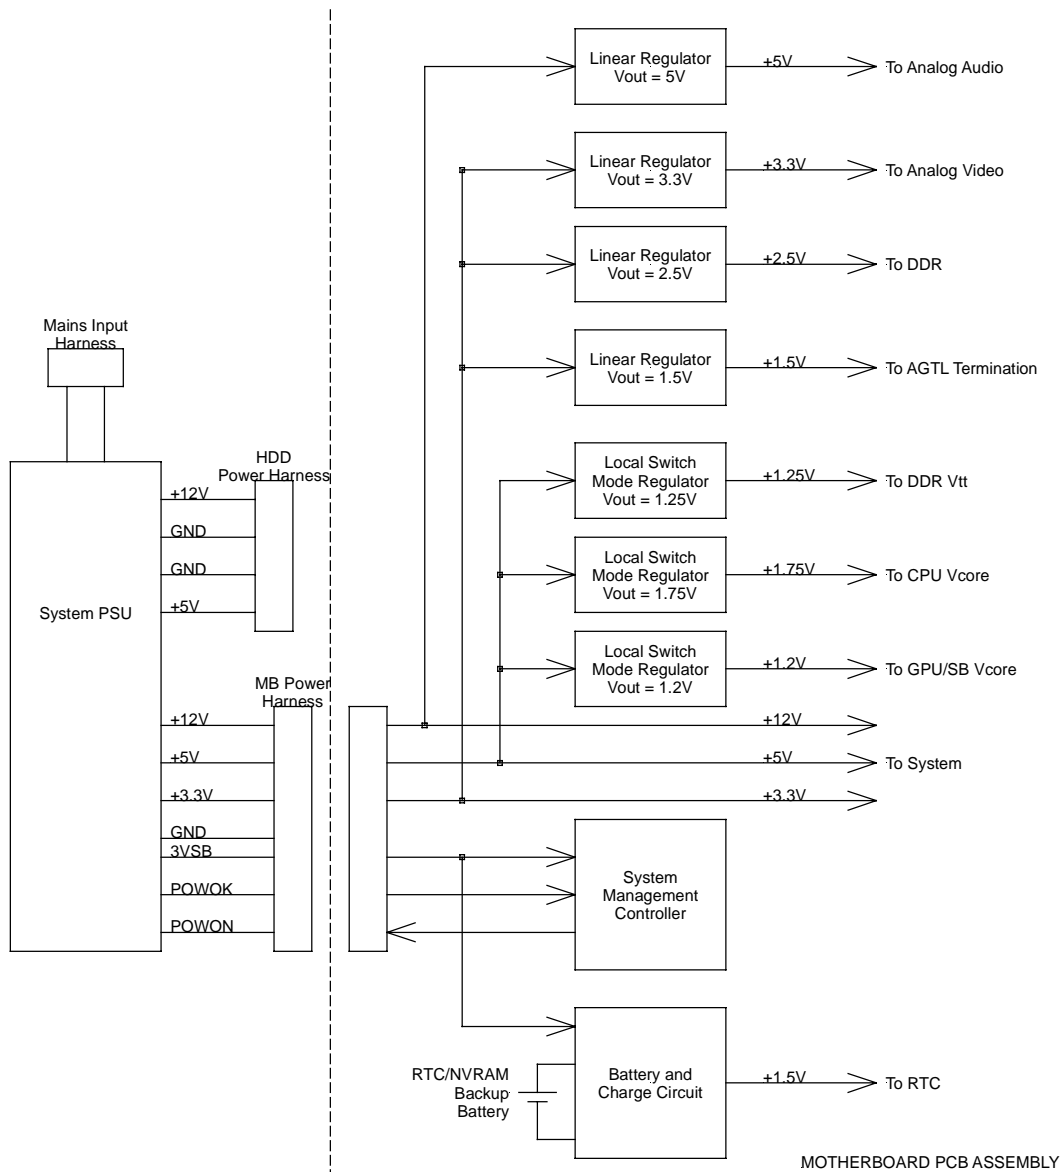 Linear Regulator
Vout = 5V
+5V
To Analog Audio
Linear Regulator
Vout = 3.3V
+3.3V
To Analog Video
Linear Regulator
Vout = 2.5V
+2.5V
To DDR
Mains Input
Harness
Linear Regulator
Vout = 1.5V
+1.5V
To AGTL Termination
HDD
Power Harness
+12V
GND
GND
+5V
System PSU
Local Switch
Mode Regulator
Vout = 1.25V
+1.25V
To DDR Vtt
Local Switch
Mode Regulator
Vout = 1.75V
+1.75V
To CPU Vcore
Local Switch
Mode Regulator
Vout = 1.2V
+1.2V
To GPU/SB Vcore
MB Power
Harness
+12V
+5V
+3.3V
GND
3VSB
POWOK
POWON
+12V
+5V
To System
+3.3V
System
Management
Controller
RTC/NVRAM
Backup
Battery
Battery and
Charge Circuit
+1.5V
To RTC
MOTHERBOARD PCB ASSEMBLY